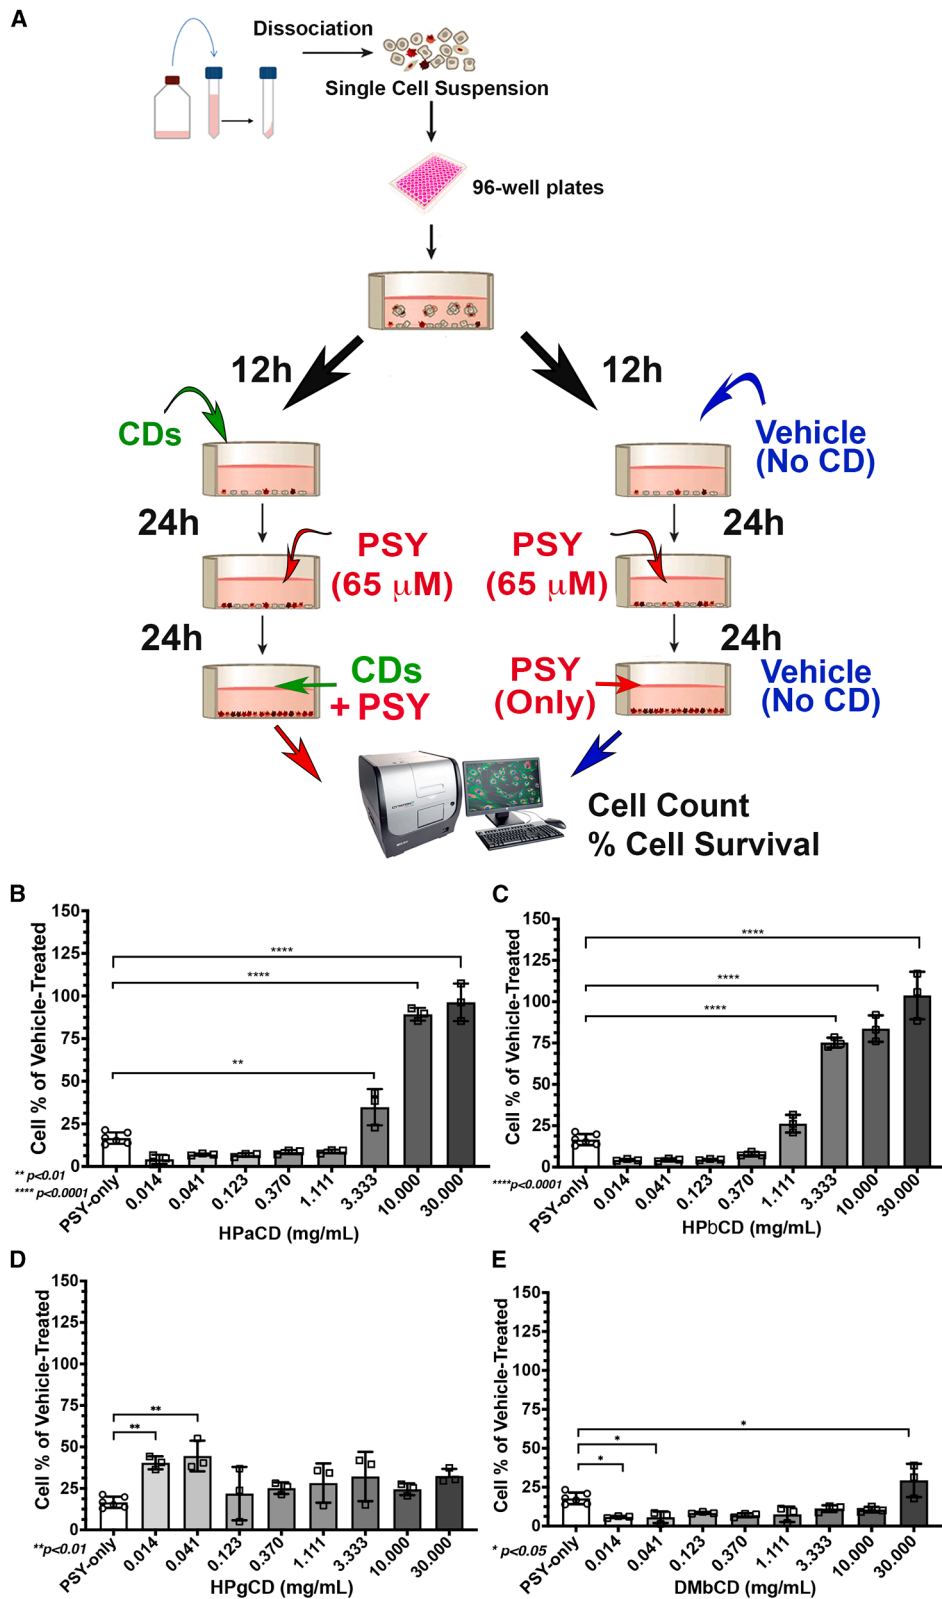 A
Dissociation
Single Cell Suspension
96-well plates
12h
12h
CDs
Vehicle
(No CD)
24h
24h
PSY
(65 µM)
PSY
(65 µM)
24h
24h
CDs
+ PSY
PSY
(Only)
Vehicle
(No CD)
Cell Count
% Cell Survival
B
Cell % of Vehicle-Treated
150
125
100
75
50
25
0
****
****
**
** p<0.01
**** p<0.0001
PSY-only
0.014
0.041
0.123
0.370
1.111
3.333
10.000
30.000
HPaCD (mg/mL)
C
Cell % of Vehicle-Treated
150
125
100
75
50
25
0
****
****
****
****p<0.0001
PSY-only
0.014
0.041
0.123
0.370
1.111
3.333
10.000
30.000
HPbCD (mg/mL)
D
Cell % of Vehicle-Treated
150
125
100
75
50
25
0
**
**
**p<0.01
PSY-only
0.014
0.041
0.123
0.370
1.111
3.333
10.000
30.000
HPgCD (mg/mL)
E
Cell % of Vehicle-Treated
150
125
100
75
50
25
0
*
*
*
* p<0.05
PSY-only
0.014
0.041
0.123
0.370
1.111
3.333
10.000
30.000
DMbCD (mg/mL)